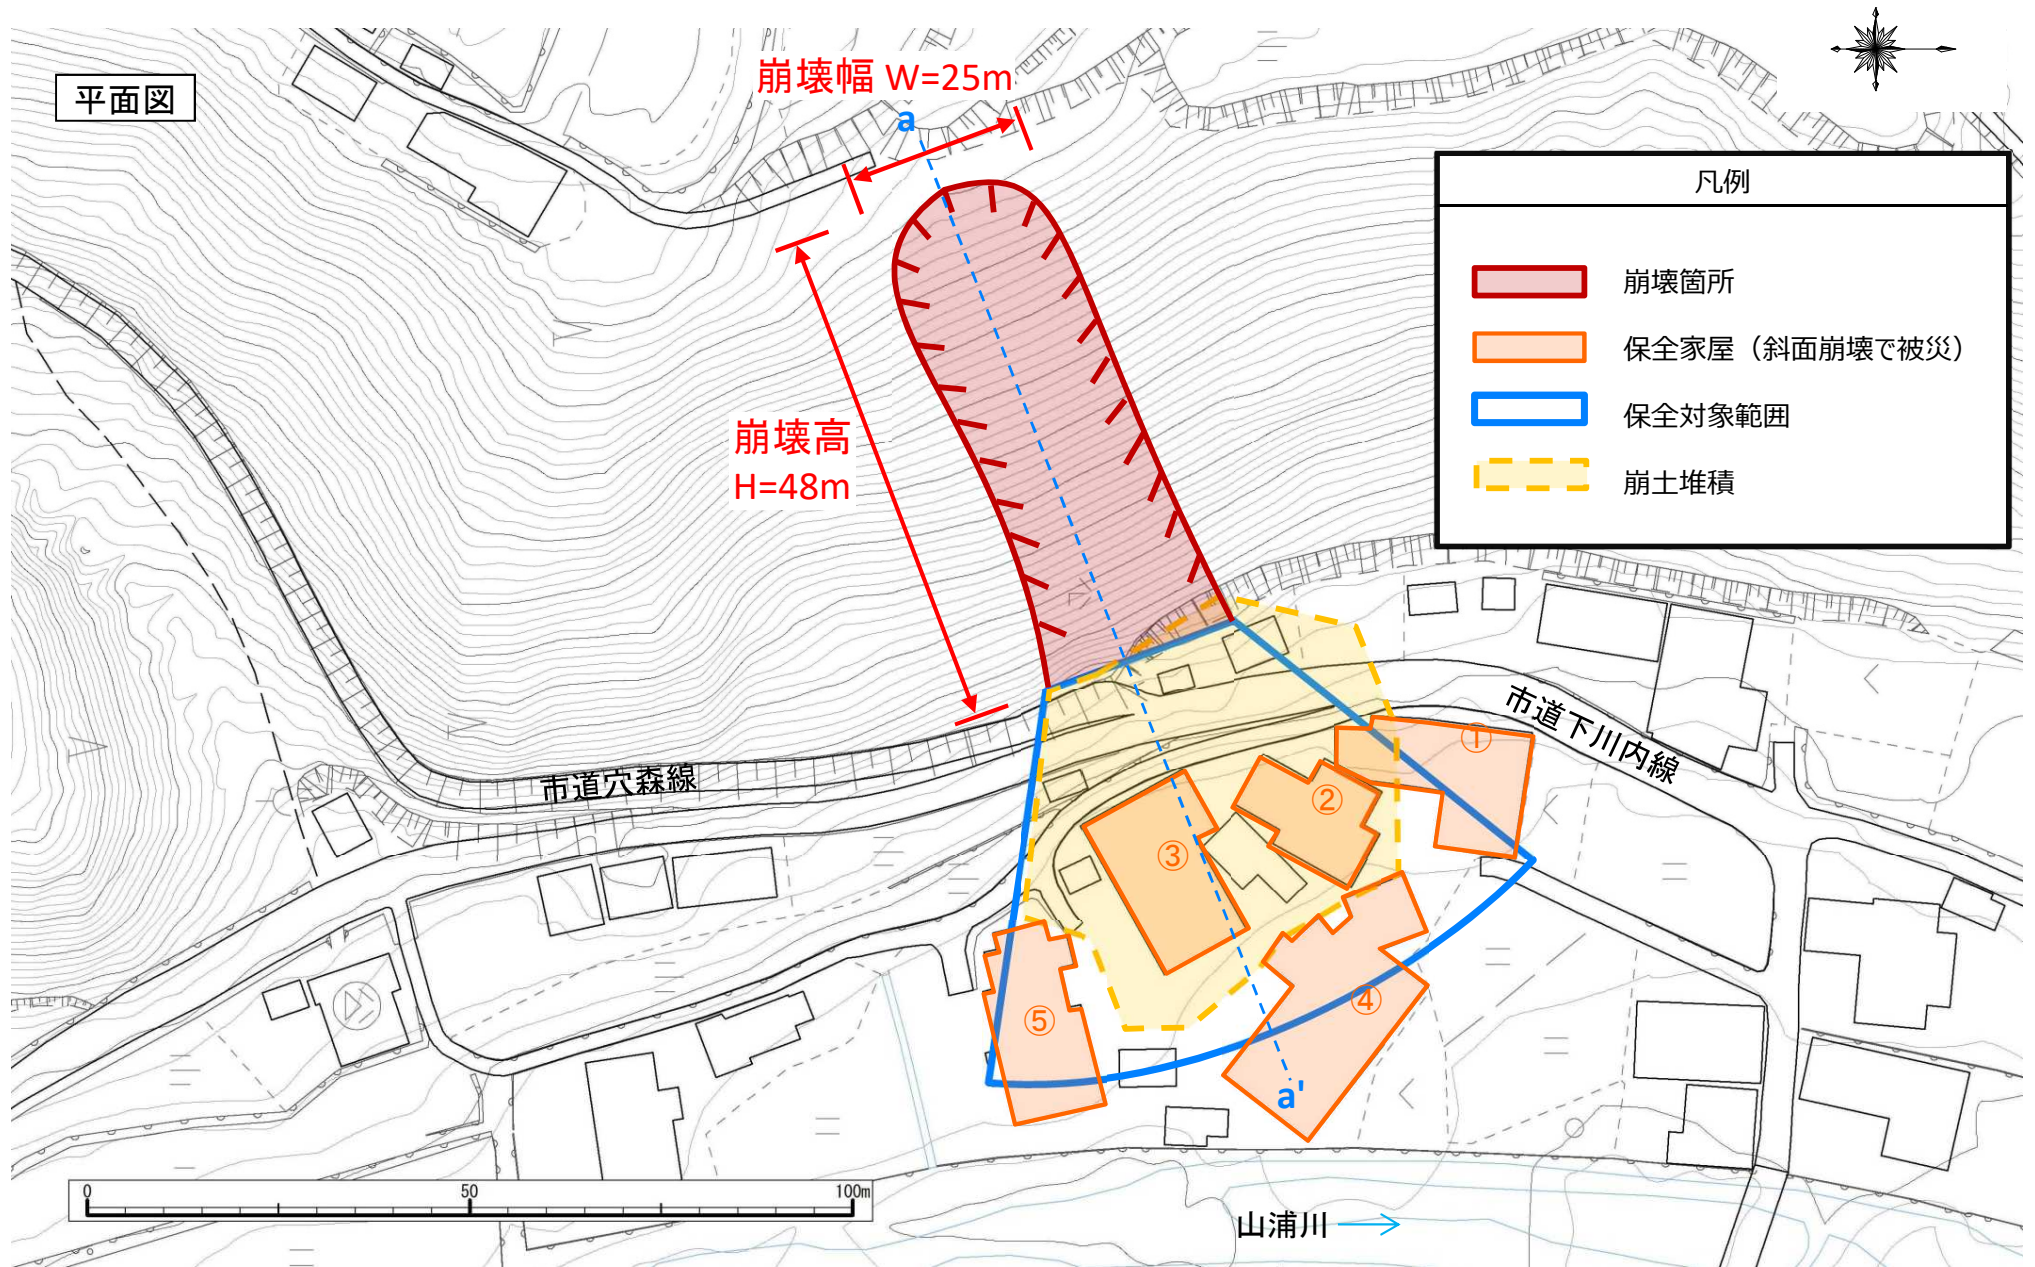 平面図
崩壊幅 W=25m
a
凡例
崩壊箇所
保全家屋（斜面崩壊で被災）
保全対象範囲
崩土堆積
崩壊高
H=48m
市道下川内線
市道穴森線
①
②
③
④
⑤
a'
0 50 100m
山浦川